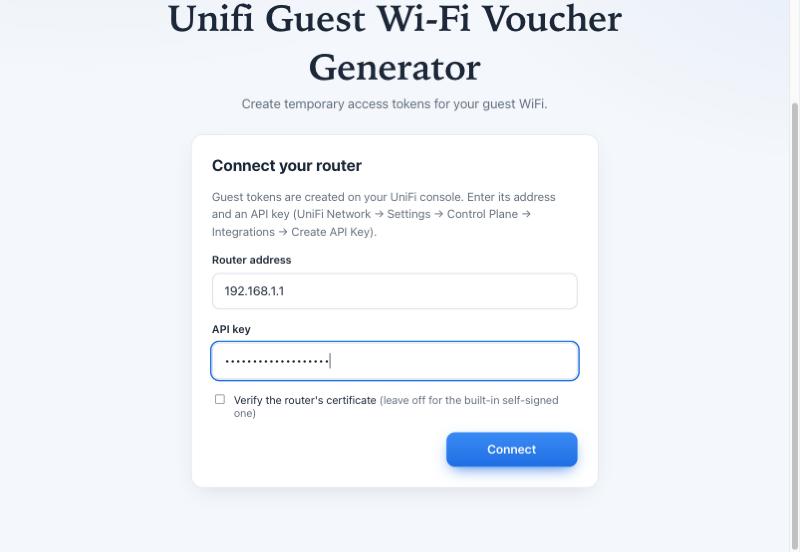 Unifi Guest Wi-Fi Voucher
Generator
Create temporary access tokens for your guest WiFi.
Connect your router
Guest tokens are created on your UniFi console. Enter its address
and an API key (UniFi Network → Settings → Control Plane →
Integrations → Create API Key).
Router address
192.168.1.1
API key
•••••••••••••••••••
Verify the router's certificate (leave off for the built-in self-signed
one)
Connect